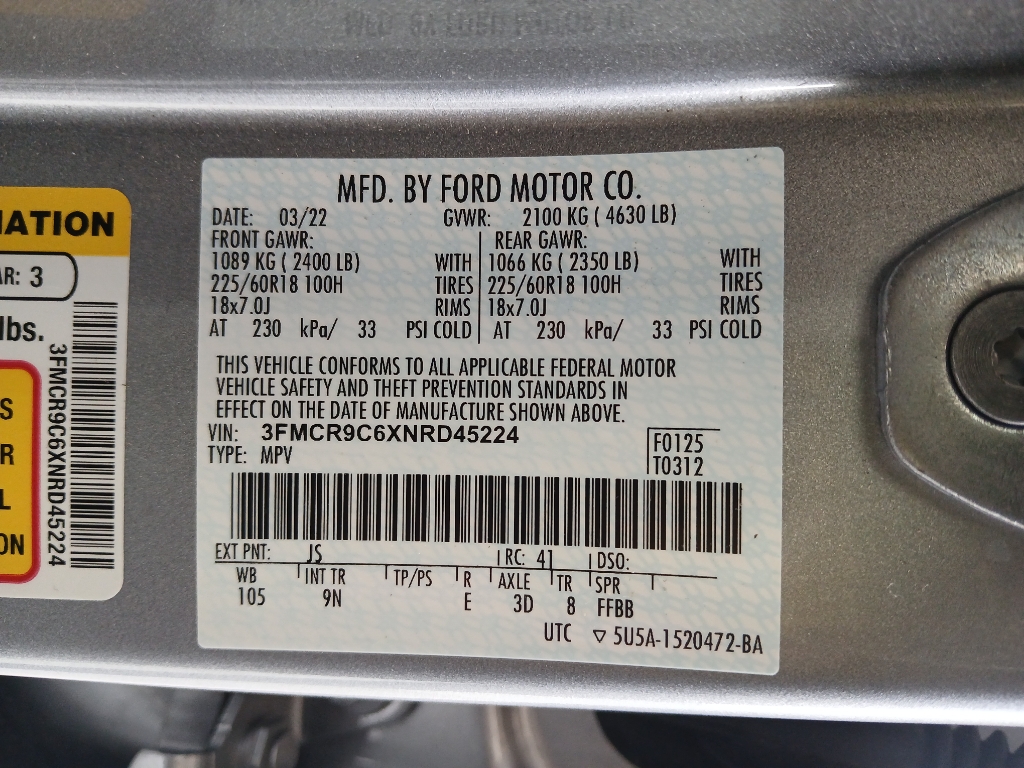 MFD. BY FORD MOTOR CO.
DATE: 03/22 GVWR: 2100 KG ( 4630 LB)
FRONT GAWR: REAR GAWR:
1089 KG ( 2400 LB) WITH 1066 KG ( 2350 LB) WITH
225/60R18 100H TIRES 225/60R18 100H TIRES
18x7.0J RIMS 18x7.0J RIMS
AT 230 kPa/ 33 PSI COLD AT 230 kPa/ 33 PSI COLD
THIS VEHICLE CONFORMS TO ALL APPLICABLE FEDERAL MOTOR
VEHICLE SAFETY AND THEFT PREVENTION STANDARDS IN
EFFECT ON THE DATE OF MANUFACTURE SHOWN ABOVE.
VIN: 3FMCR9C6XNRD45224
TYPE: MPV
F0125
T0312
EXT PNT: JS RC: 41 DSO:
WB INT TR TP/PS R AXLE TR SPR
105 9N E 3D 8 FFBB
UTC ▽ 5U5A-1520472-BA
3
lbs.
3FMCR9C6XNRD45224